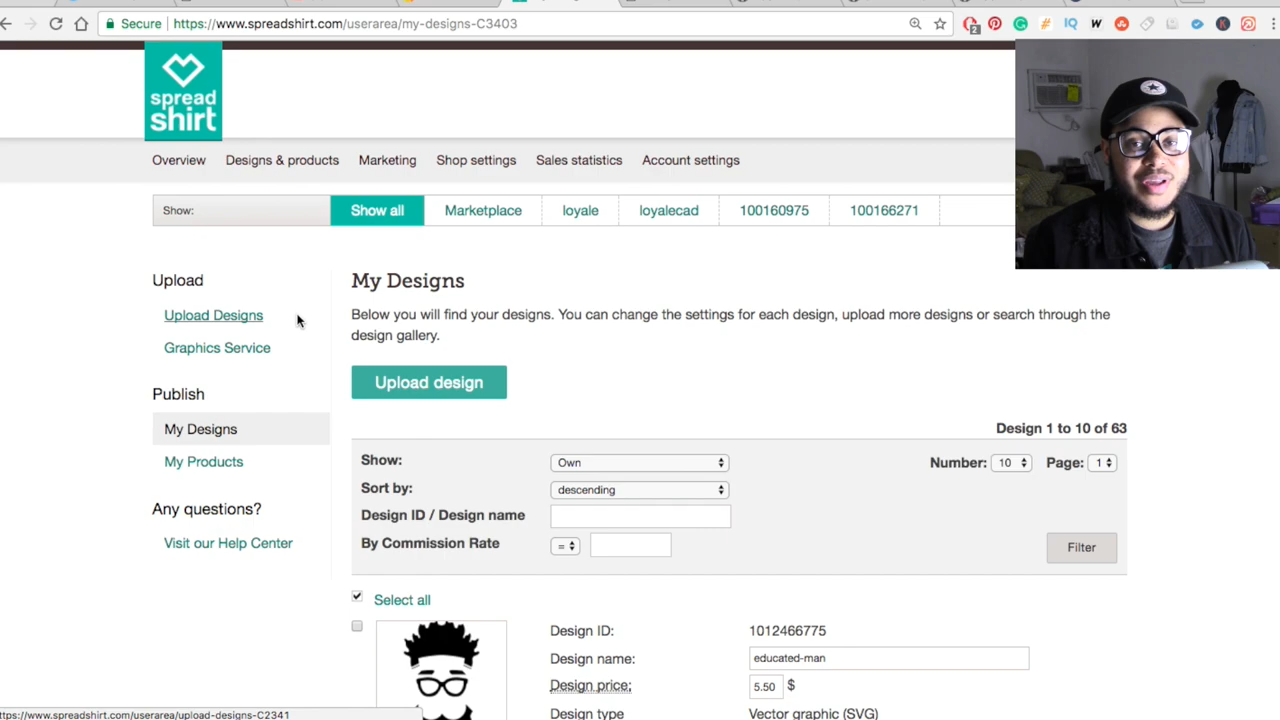 Secure https://www.spreadshirt.com/userarea/my-designs-C3403
2
IQ
W
K
spread
shirt
Overview Designs & products Marketing Shop settings Sales statistics Account settings
Show: Show all Marketplace loyale loyalecad 100160975 100166271
Upload
Upload Designs
Graphics Service
Publish
My Designs
My Products
Any questions?
Visit our Help Center
My Designs
Below you will find your designs. You can change the settings for each design, upload more designs or search through the
design gallery.
Upload design
Design 1 to 10 of 63
Show: Own Number: 10 Page: 1
Sort by: descending
Design ID / Design name
By Commission Rate =
Filter
Select all
Design ID: 1012466775
Design name: educated-man
Design price: 5.50 $
Design type Vector graphic (SVG)
https://www.spreadshirt.com/userarea/upload-designs-C2341